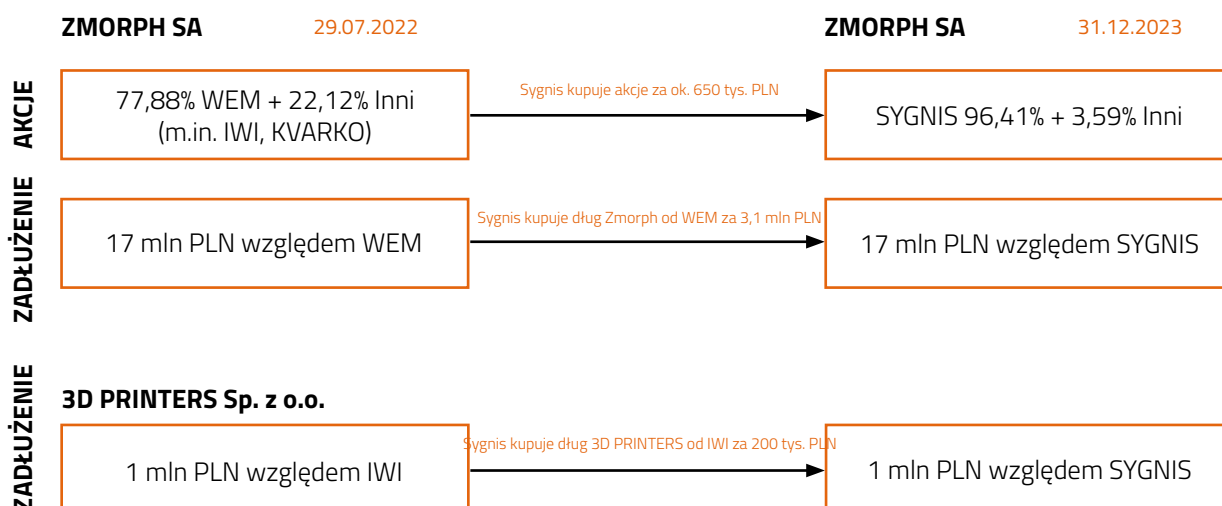 ZMORPH SA 29.07.2022 ZMORPH SA 31.12.2023
AKCJE
77,88% WEM + 22,12% Inni
(m.in. IWI, KVARKO)
Sygnis kupuje akcje za ok. 650 tys. PLN
SYGNIS 96,41% + 3,59% Inni
ZADŁUŻENIE
17 mln PLN względem WEM
Sygnis kupuje dług Zmorph od WEM za 3,1 mln PLN
17 mln PLN względem SYGNIS
ZADŁUŻENIE
3D PRINTERS Sp. z o.o.
1 mln PLN względem IWI
Sygnis kupuje dług 3D PRINTERS od IWI za 200 tys. PLN
1 mln PLN względem SYGNIS